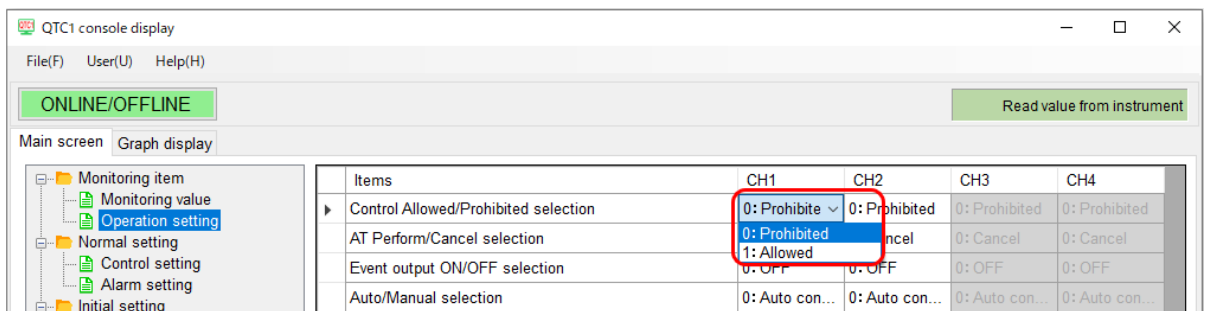 QTC1 console display
File(F) User(U) Help(H)
ONLINE/OFFLINE Read value from instrument
Main screen Graph display
Monitoring item
Monitoring value
Operation setting
Normal setting
Control setting
Alarm setting
Initial setting
Items CH1 CH2 CH3 CH4
Control Allowed/Prohibited selection 0: Prohibite 0: Prohibited 0: Prohibited 0: Prohibited
0: Prohibited
1: Allowed
AT Perform/Cancel selection ncel 0: Cancel 0: Cancel
Event output ON/OFF selection 0: OFF 0: OFF 0: OFF 0: OFF
Auto/Manual selection 0: Auto con... 0: Auto con... 0: Auto con... 0: Auto con...